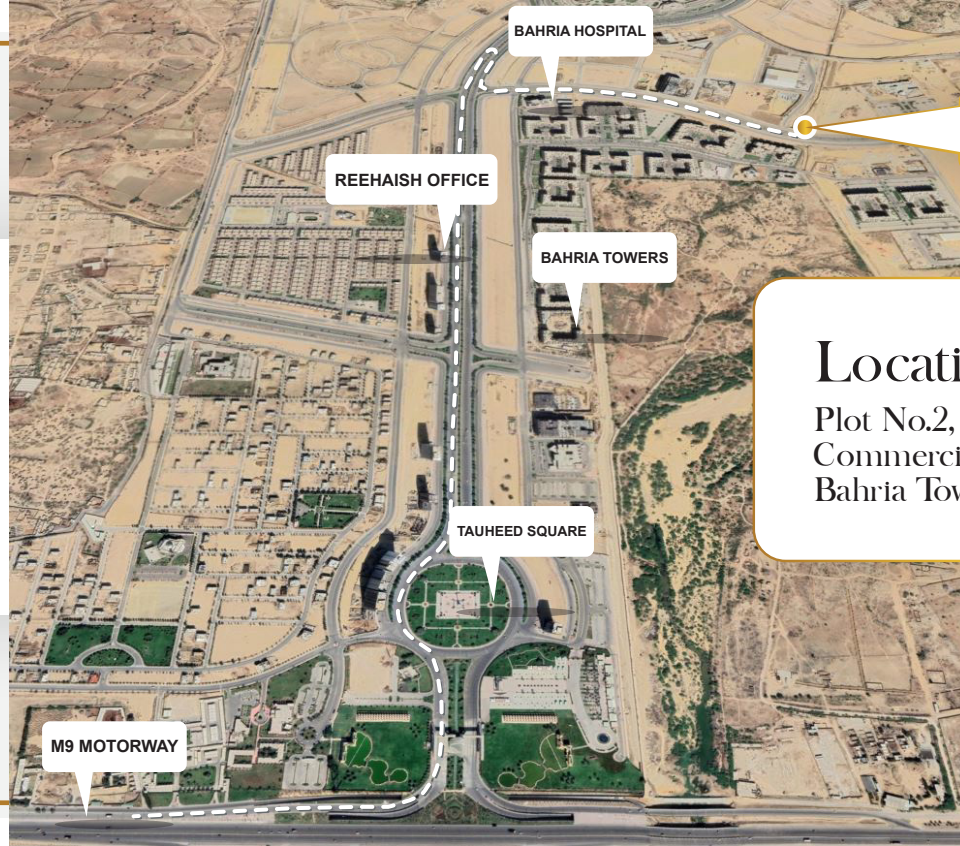 BAHRIA HOSPITAL
REEHAISH OFFICE
BAHRIA TOWERS
Locati
Plot No.2,
Commerci
Bahria Tow
TAUHEED SQUARE
M9 MOTORWAY